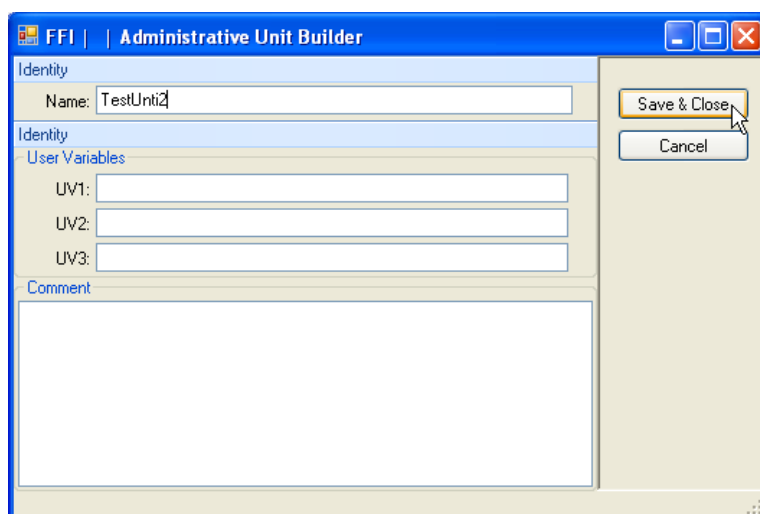 FFI | | Administrative Unit Builder
Identity
Name: TestUnti2
Save & Close
Identity
Cancel
User Variables
UV1:
UV2:
UV3:
Comment